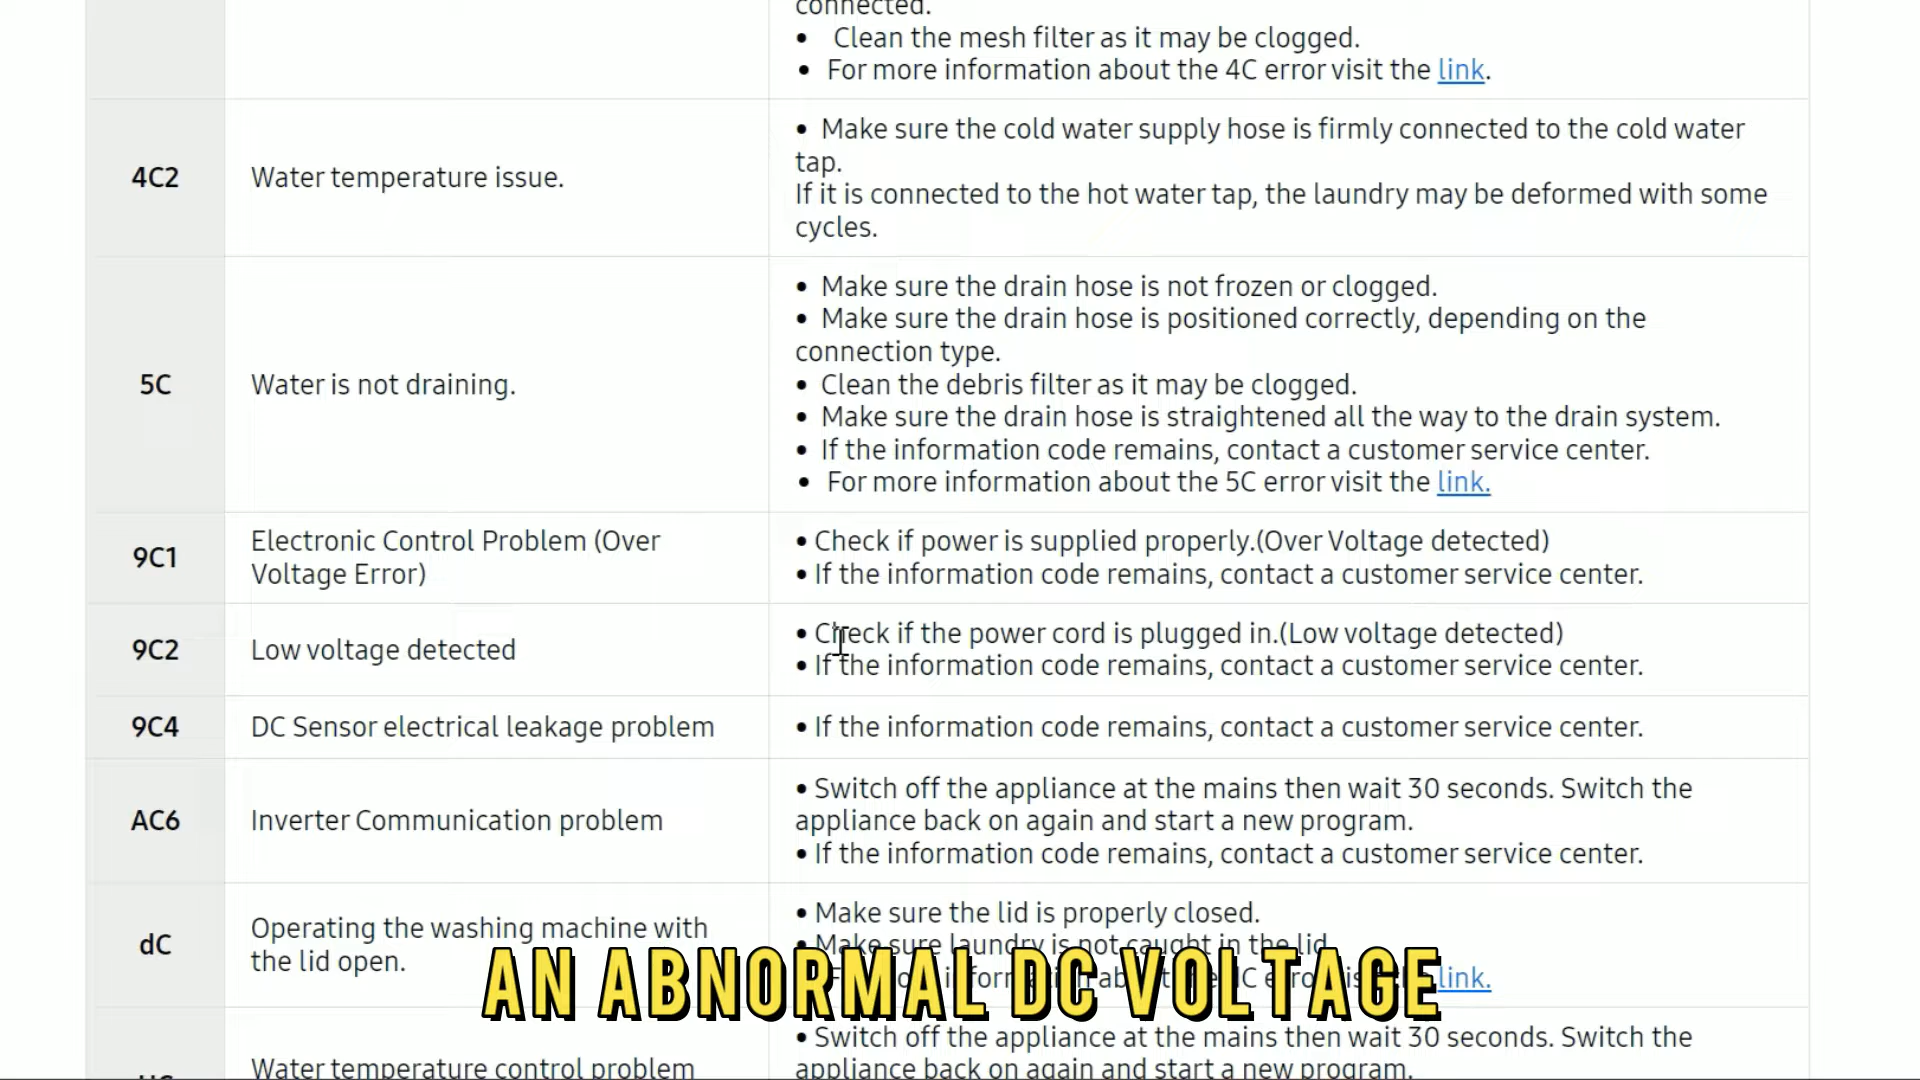 connected.
• Clean the mesh filter as it may be clogged.
• For more information about the 4C error visit the link.
4C2
Water temperature issue.
• Make sure the cold water supply hose is firmly connected to the cold water
tap.
If it is connected to the hot water tap, the laundry may be deformed with some
cycles.
5C
Water is not draining.
• Make sure the drain hose is not frozen or clogged.
• Make sure the drain hose is positioned correctly, depending on the
connection type.
• Clean the debris filter as it may be clogged.
• Make sure the drain hose is straightened all the way to the drain system.
• If the information code remains, contact a customer service center.
• For more information about the 5C error visit the link.
9C1
Electronic Control Problem (Over
Voltage Error)
• Check if power is supplied properly.(Over Voltage detected)
• If the information code remains, contact a customer service center.
9C2
Low voltage detected
• Check if the power cord is plugged in.(Low voltage detected)
• If the information code remains, contact a customer service center.
9C4
DC Sensor electrical leakage problem
• If the information code remains, contact a customer service center.
AC6
Inverter Communication problem
• Switch off the appliance at the mains then wait 30 seconds. Switch the
appliance back on again and start a new program.
• If the information code remains, contact a customer service center.
dC
Operating the washing machine with
the lid open.
• Make sure the lid is properly closed.
• Make sure laundry is not caught in the lid
link.
AN ABNORMAL DC VOLTAGE
Water temperature control problem
• Switch off the appliance at the mains then wait 30 seconds. Switch the
appliance back on again and start a new program.